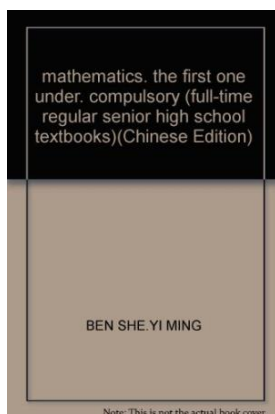 mathematics. the first one
under. compulsory (full-time
regular senior high school
textbooks)(Chinese Edition)
BEN SHE.YI MING
Note: This is not the actual book cover